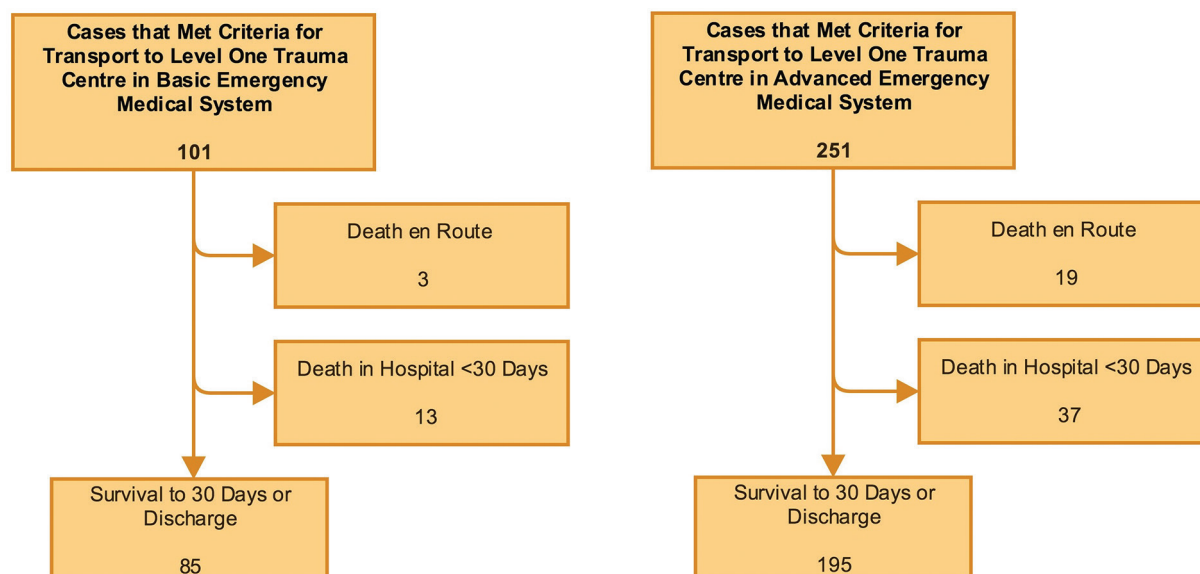 Cases that Met Criteria for
Transport to Level One Trauma
Centre in Basic Emergency
Medical System
101
Death en Route
3
Death in Hospital <30 Days
13
Survival to 30 Days or
Discharge
85
Cases that Met Criteria for
Transport to Level One Trauma
Centre in Advanced Emergency
Medical System
251
Death en Route
19
Death in Hospital <30 Days
37
Survival to 30 Days or
Discharge
195